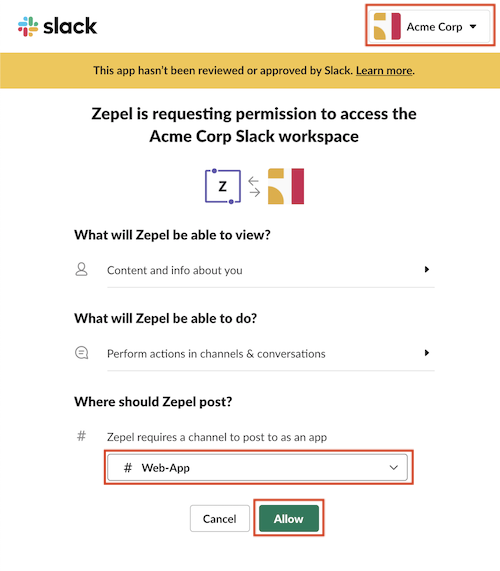 slack
Acme Corp
This app hasn't been reviewed or approved by Slack. Learn more.
Zepel is requesting permission to access the
Acme Corp Slack workspace
Z
What will Zepel be able to view?
Content and info about you
What will Zepel be able to do?
Perform actions in channels & conversations
Where should Zepel post?
# Zepel requires a channel to post to as an app
# Web-App
Cancel Allow